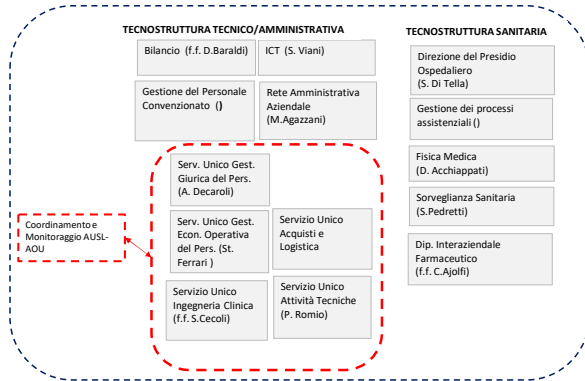 TECNOSTRUTTURA TECNICO/AMMINISTRATIVA
Bilancio (f.f. D.Baraldi)
ICT (S. Viani)
Gestione del Personale
Convenzionato ()
Rete Amministrativa
Aziendale
(M.Agazzani)
Serv. Unico Gest.
Giurica del Pers.
(A. Decaroli)
Serv. Unico Gest.
Econ. Operativa
del Pers. (St.
Ferrari )
Servizio Unico
Acquisti e
Logistica
Servizio Unico
Ingegneria Clinica
(f.f. S.Cecoli)
Servizio Unico
Attività Tecniche
(P. Romio)
Coordinamento e
Monitoraggio AUSL-
AOU
TECNOSTRUTTURA SANITARIA
Direzione del Presidio
Ospedaliero
(S. Di Tella)
Gestione dei processi
assistenziali ()
Fisica Medica
(D. Acchiappati)
Sorveglianza Sanitaria
(S.Pedretti)
Dip. Interaziendale
Farmaceutico
(f.f. C.Ajolfi)